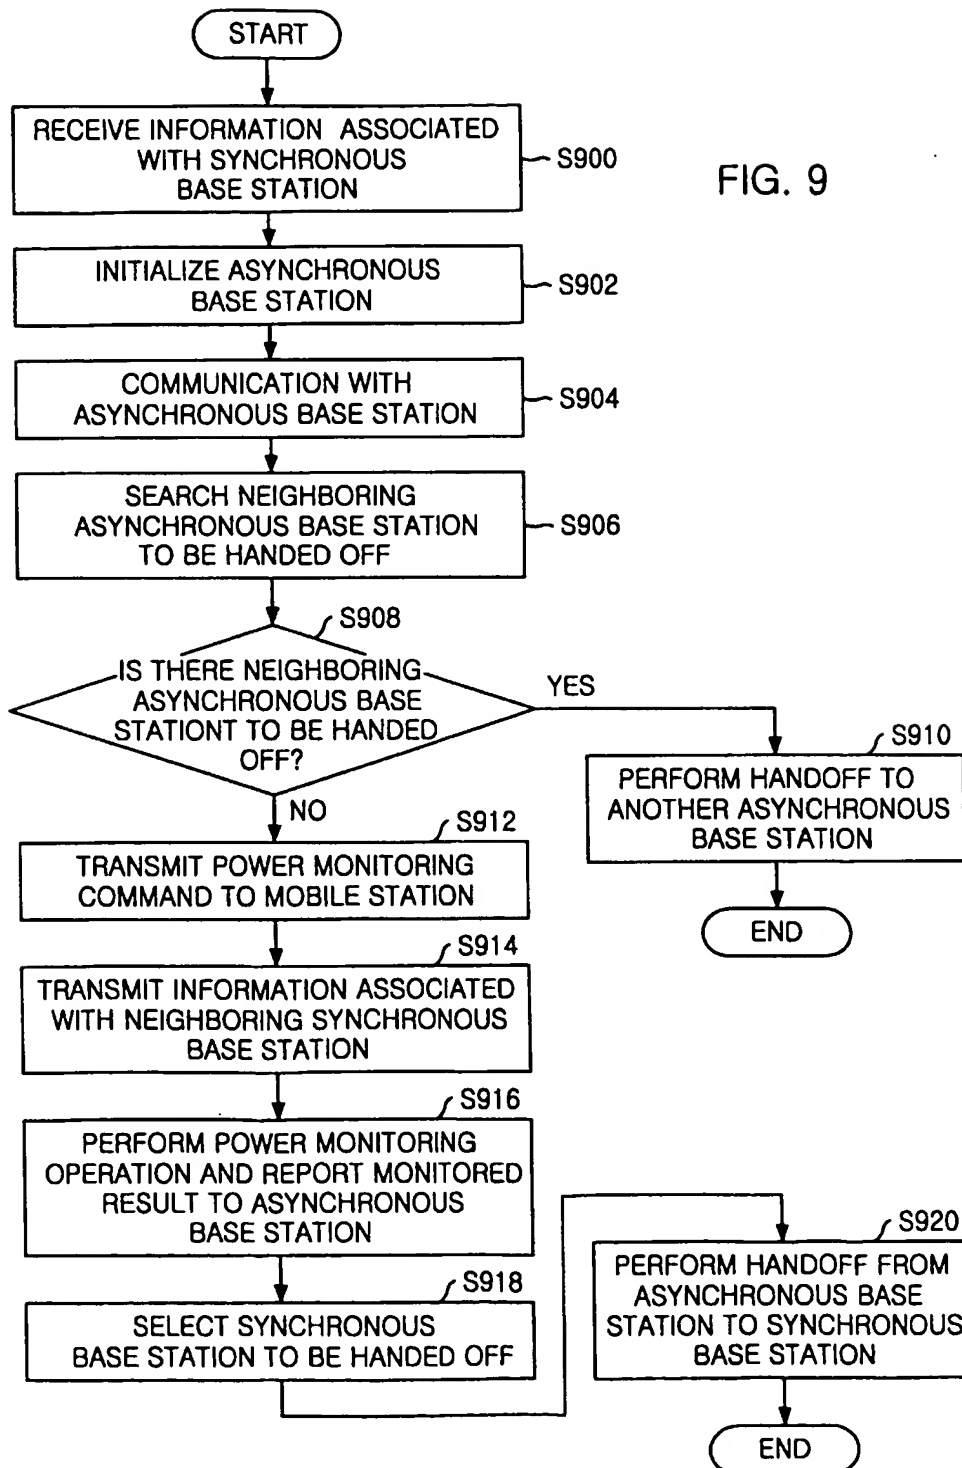 START
RECEIVE INFORMATION ASSOCIATED
WITH SYNCHRONOUS
BASE STATION
S900
FIG. 9
INITIALIZE ASYNCHRONOUS
BASE STATION
S902
COMMUNICATION WITH
ASYNCHRONOUS BASE STATION
S904
SEARCH NEIGHBORING
ASYNCHRONOUS BASE STATION
TO BE HANDED OFF
S906
S908
IS THERE NEIGHBORING
ASYNCHRONOUS BASE
STATIONT TO BE HANDED
OFF?
YES
NO
S910
PERFORM HANDOFF TO
ANOTHER ASYNCHRONOUS
BASE STATION
END
S912
TRANSMIT POWER MONITORING
COMMAND TO MOBILE STATION
S914
TRANSMIT INFORMATION ASSOCIATED
WITH NEIGHBORING SYNCHRONOUS
BASE STATION
S916
PERFORM POWER MONITORING
OPERATION AND REPORT MONITORED
RESULT TO ASYNCHRONOUS
BASE STATION
S918
SELECT SYNCHRONOUS
BASE STATION TO BE HANDED OFF
S920
PERFORM HANDOFF FROM
ASYNCHRONOUS BASE
STATION TO SYNCHRONOUS
BASE STATION
END